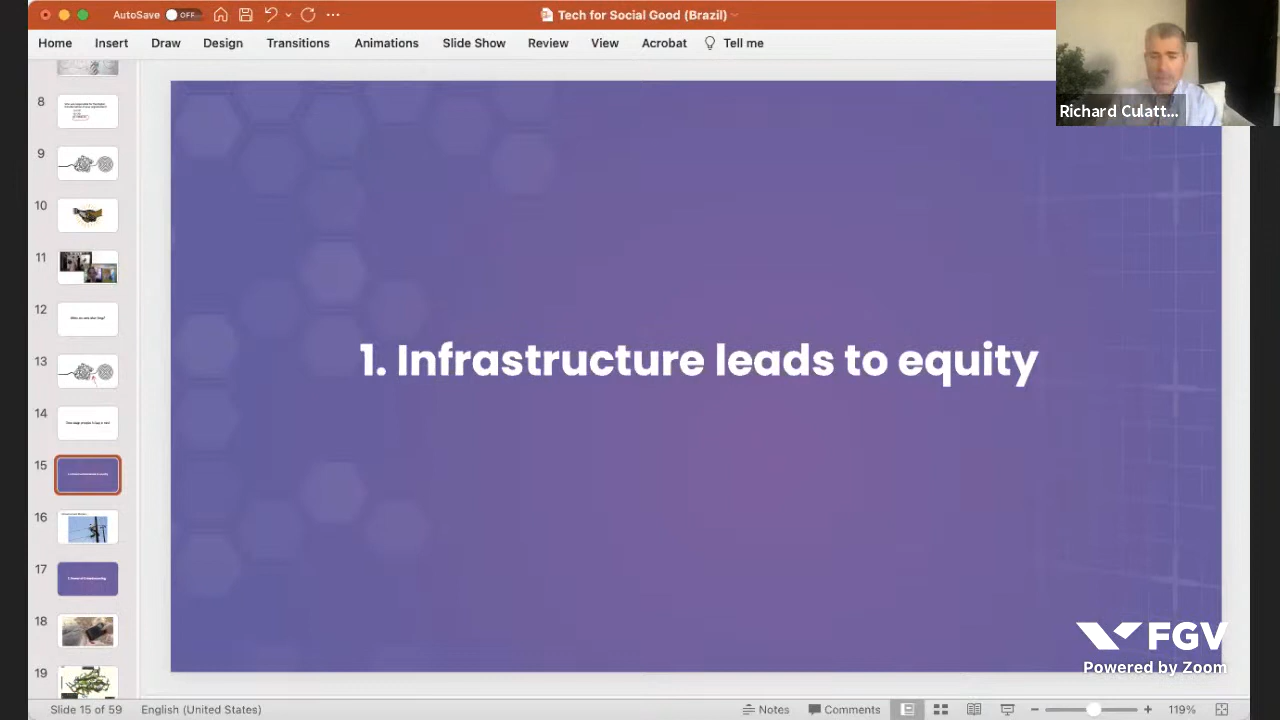 AutoSave OFF
Tech for Social Good (Brazil)
Home Insert Draw Design Transitions Animations Slide Show Review View Acrobat Tell me
Richard Culatt...
8
9
10
11
12
13
14
15
16
17
18
19
1. Infrastructure leads to equity
FGV
Powered by Zoom
Slide 15 of 59 English (United States) Notes Comments 119%